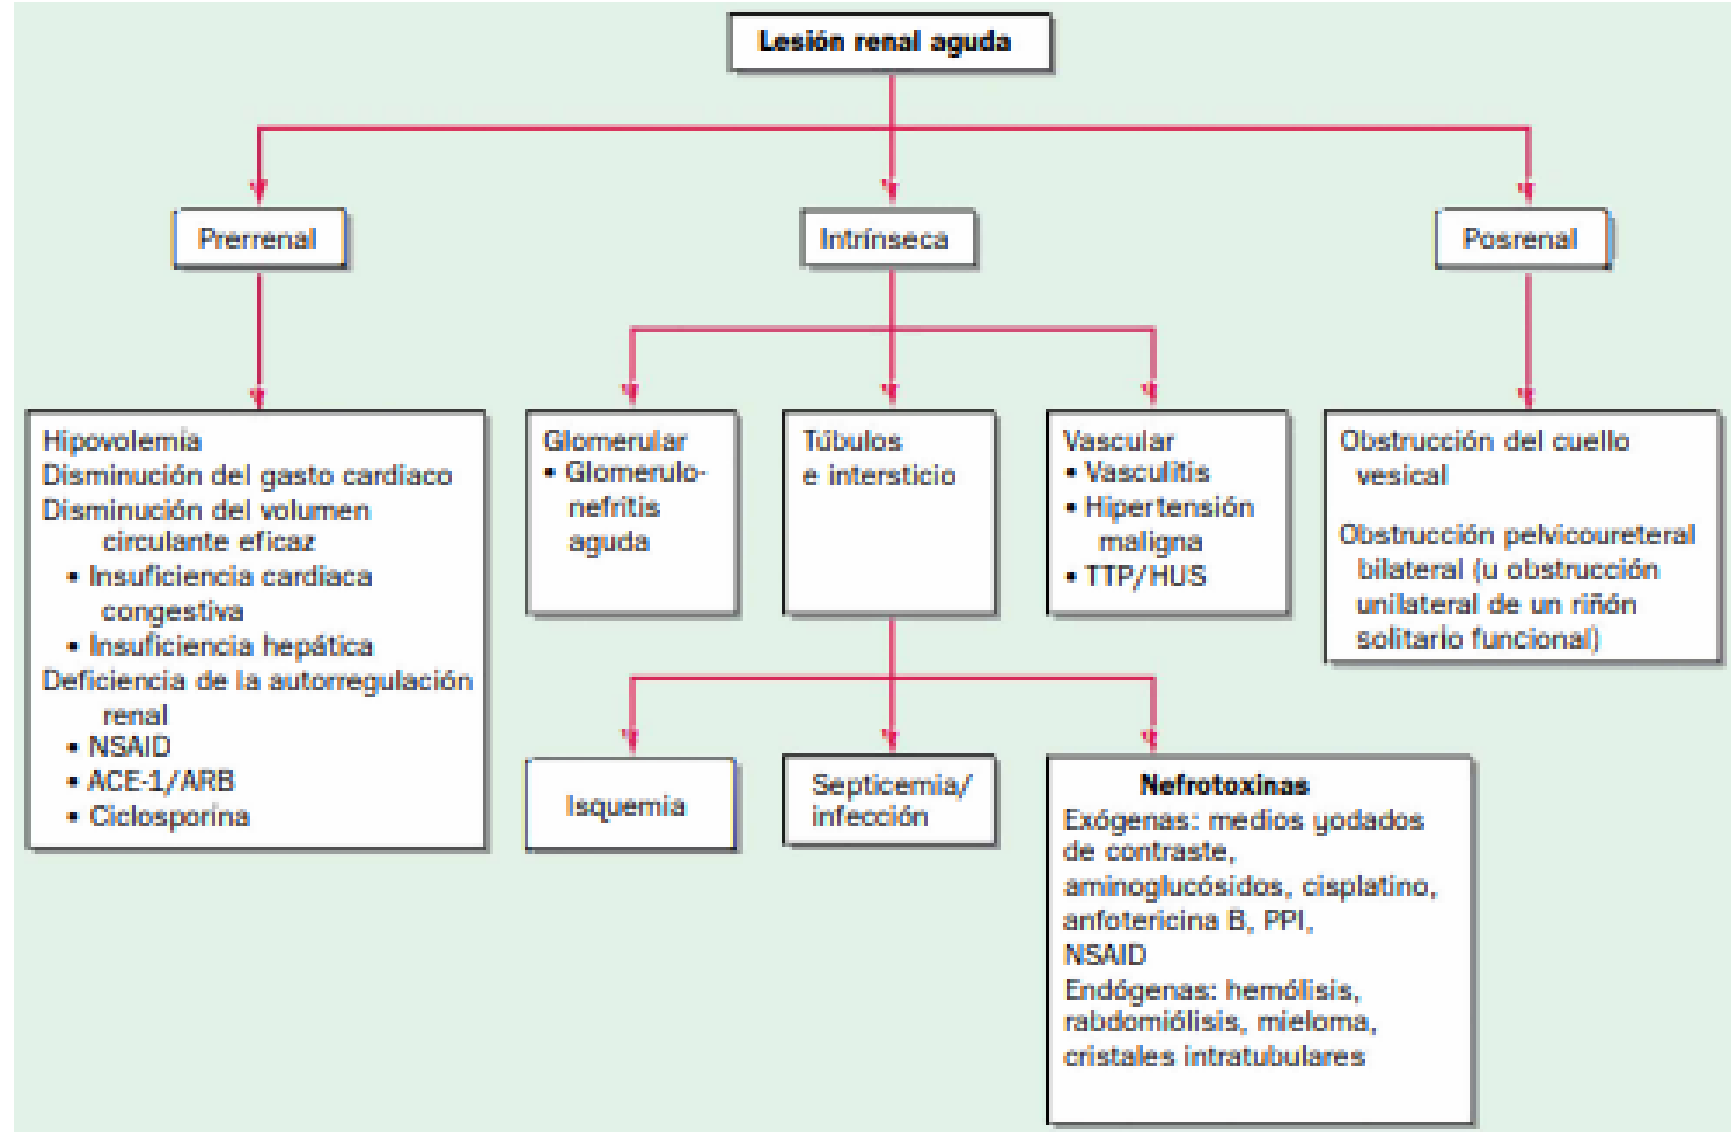 Lesión renal aguda
Prerrenal
Intrínseca
Posrenal
Hipovolemia
Disminución del gasto cardiaco
Disminución del volumen
circulante eficaz
• Insuficiencia cardiaca
congestiva
• Insuficiencia hepática
Deficiencia de la autorregulación
renal
• NSAID
• ACE-1/ARB
• Ciclosporina
Glomerular
• Glomerulo-
nefritis
aguda
Túbulos
e intersticio
Vascular
• Vasculitis
• Hipertensión
maligna
• TTP/HUS
Obstrucción del cuello
vesical
Obstrucción pelvicoureteral
bilateral (u obstrucción
unilateral de un riñón
solitario funcional)
Isquemia
Septicemia/
infección
Nefrotoxinas
Exógenas: medios yodados
de contraste,
aminoglucósidos, cisplatino,
anfotericina B, PPI,
NSAID
Endógenas: hemólisis,
rabdomiólisis, mieloma,
cristales intratubulares